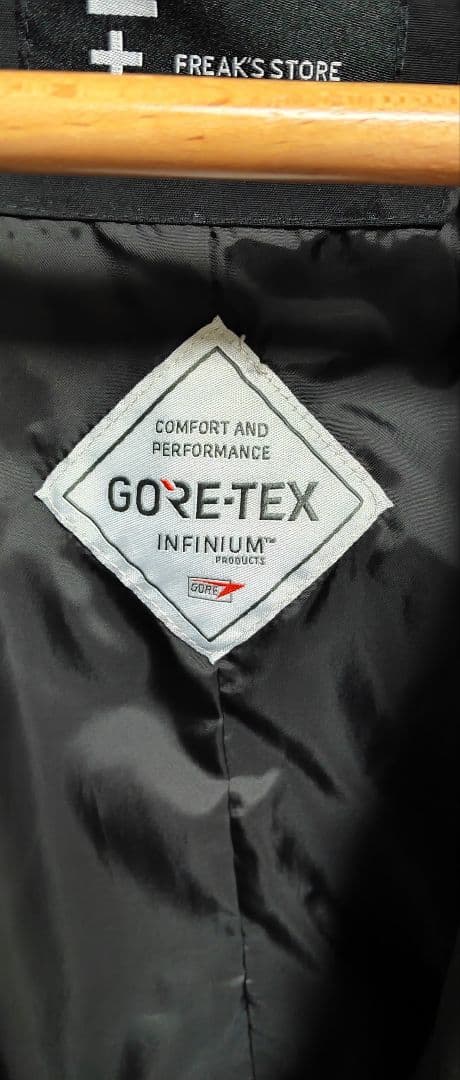 FREAK'S STORE
COMFORT AND
PERFORMANCE
GORE-TEX
INFINIUM™
PRODUCTS
GORE